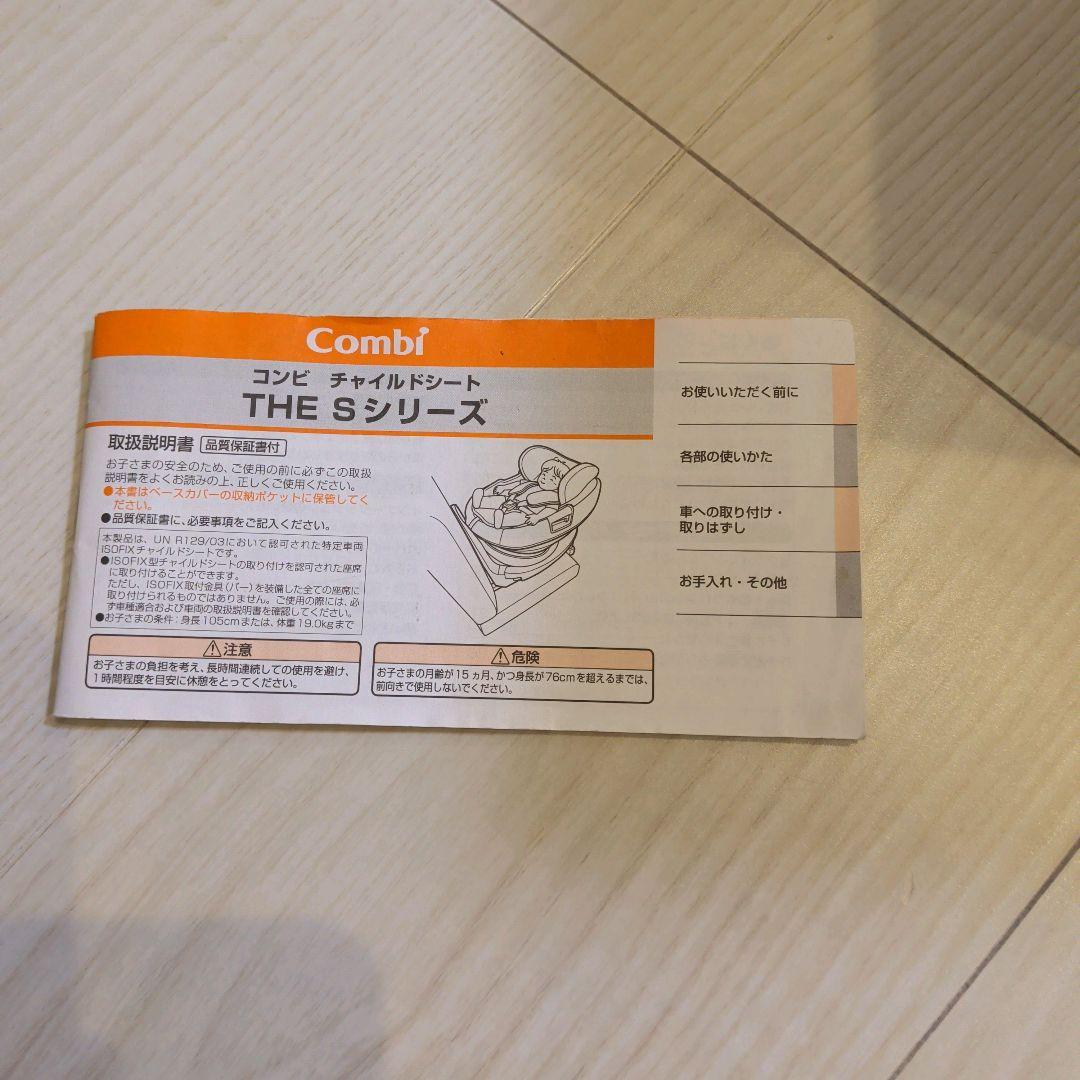 Combi
コンビ　チャイルドシート
THE Sシリーズ
取扱説明書 品質保証書付
お子さまの安全のため、ご使用の前に必ずこの取扱
説明書をよくお読みの上、正しくご使用ください。
●本書はベースカバーの収納ポケットに保管してく
ださい。
●品質保証書に、必要事項をご記入ください。
本製品は、UN R129/03において認可された特定車両
ISOFIXチャイルドシートです。
●ISOFIX型チャイルドシートの取り付けを認可された座席
に取り付けることができます。
ただし、ISOFIX取付金具(バー)を装備した全ての座席に
取り付けられるものではありません。ご使用の際には、必
ず車種適合および車両の取扱説明書を確認してください。
●お子さまの条件：身長105cmまたは、体重19.0kgまで
⚠注意
お子さまの負担を考え、長時間連続しての使用を避け、
1時間程度を目安に休憩をとってください。
⚠危険
お子さまの月齢が15ヵ月、かつ身長が76cmを超えるまでは、
前向きで使用しないでください。
お使いいただく前に
各部の使いかた
車への取り付け・
取りはずし
お手入れ・その他